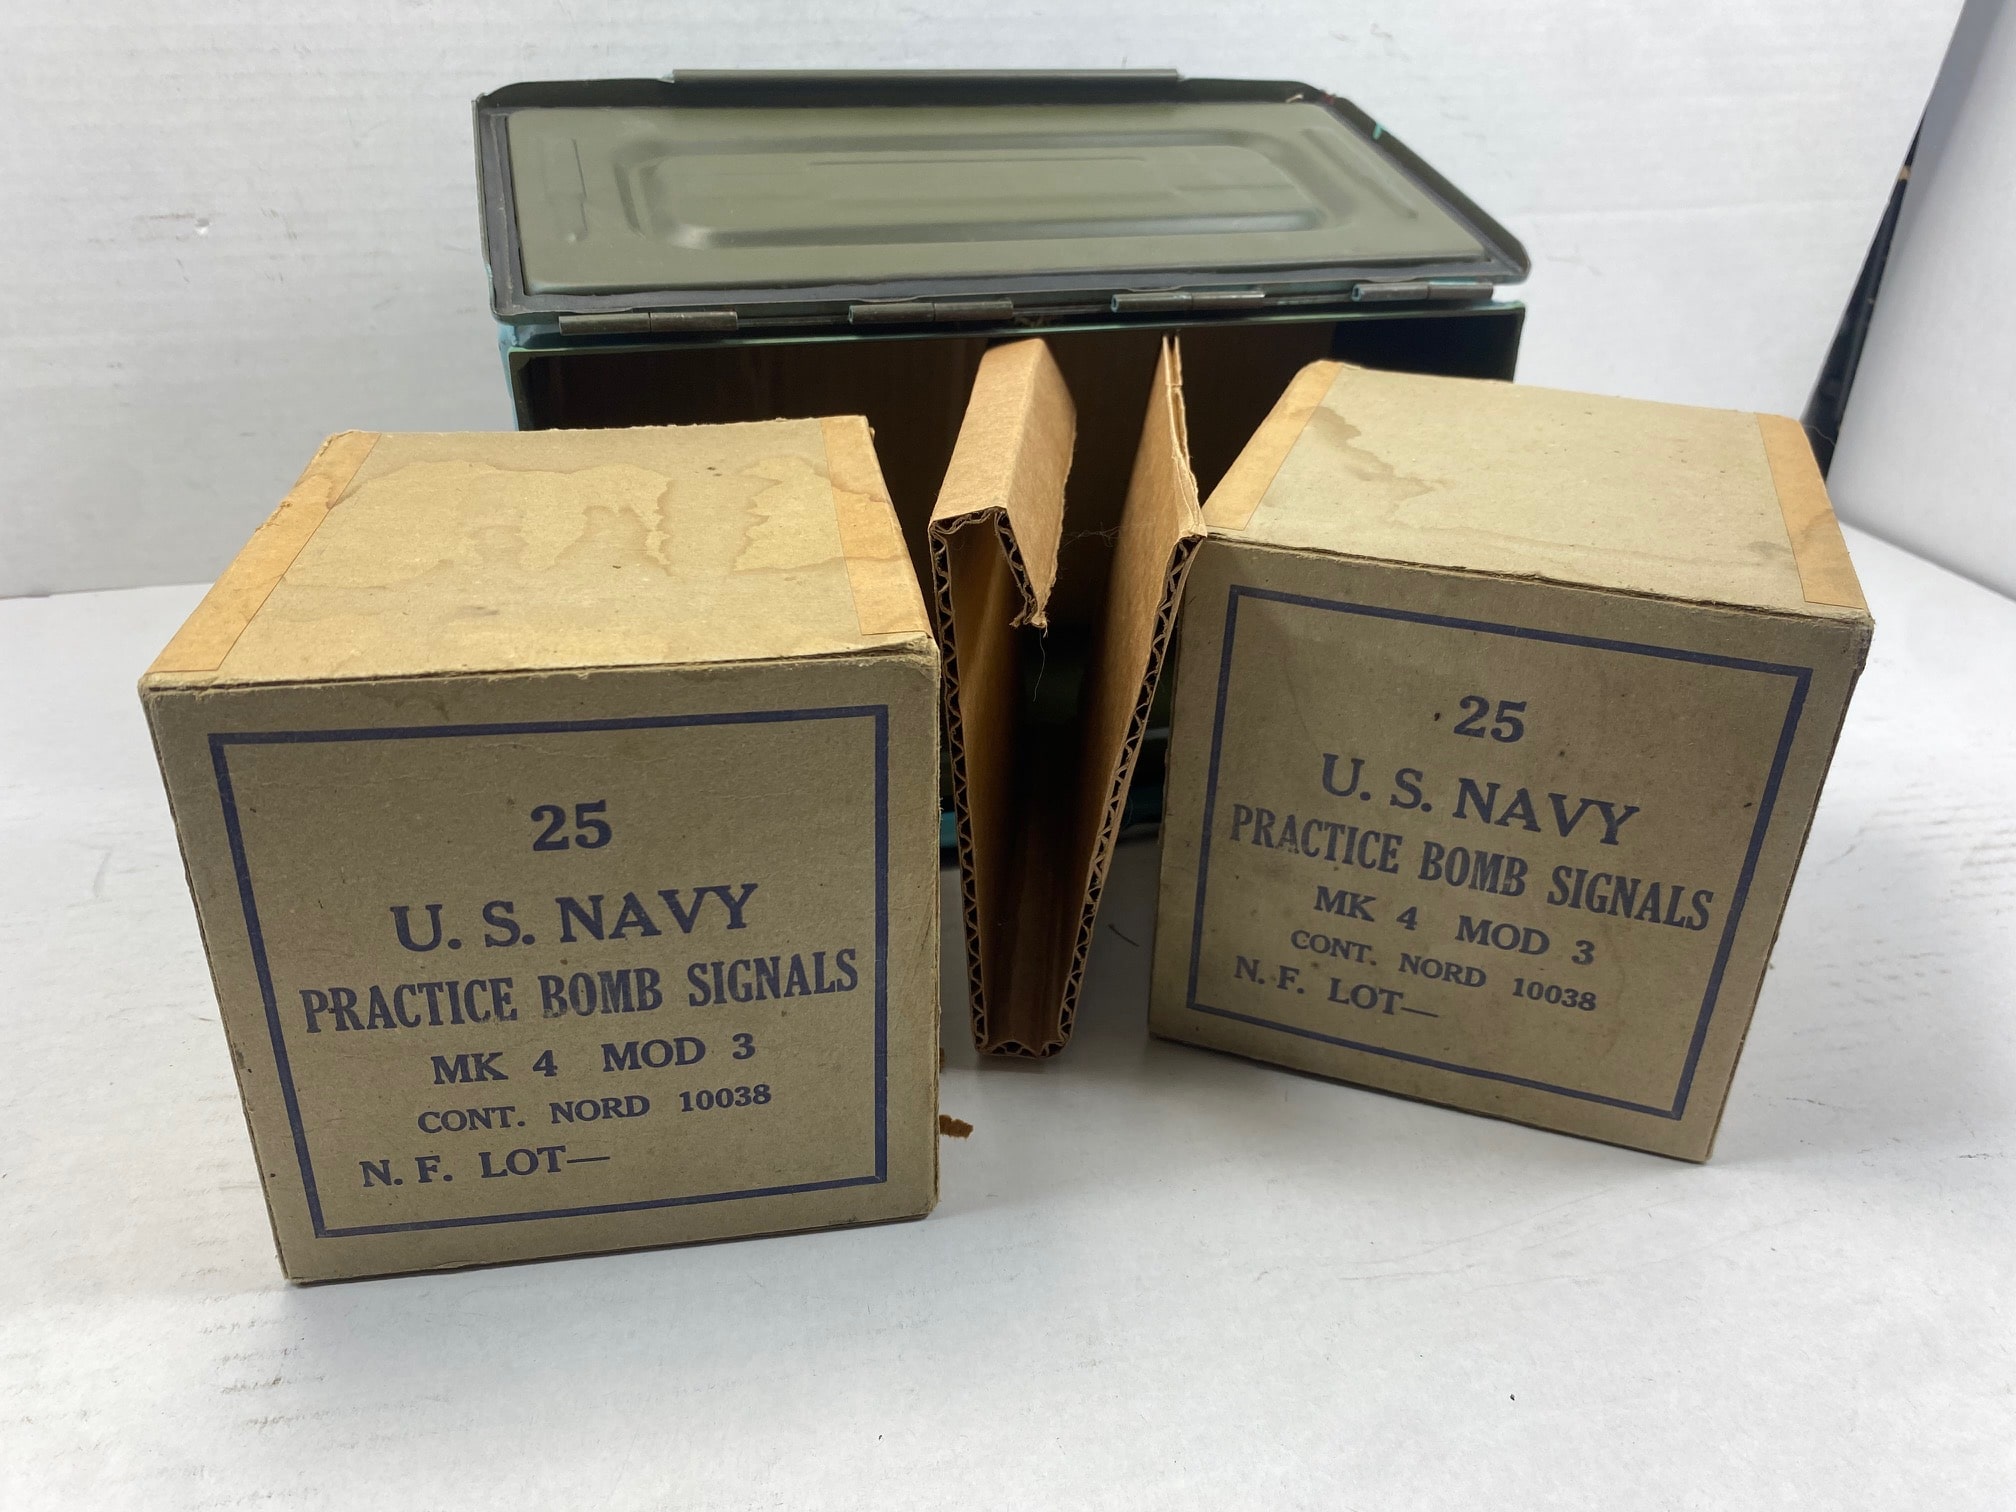 25
U. S. NAVY
PRACTICE BOMB SIGNALS
MK 4 MOD 3
CONT. NORD 10038
N. F. LOT—
25
U. S. NAVY
PRACTICE BOMB SIGNALS
MK 4 MOD 3
CONT. NORD 10038
N. F. LOT—